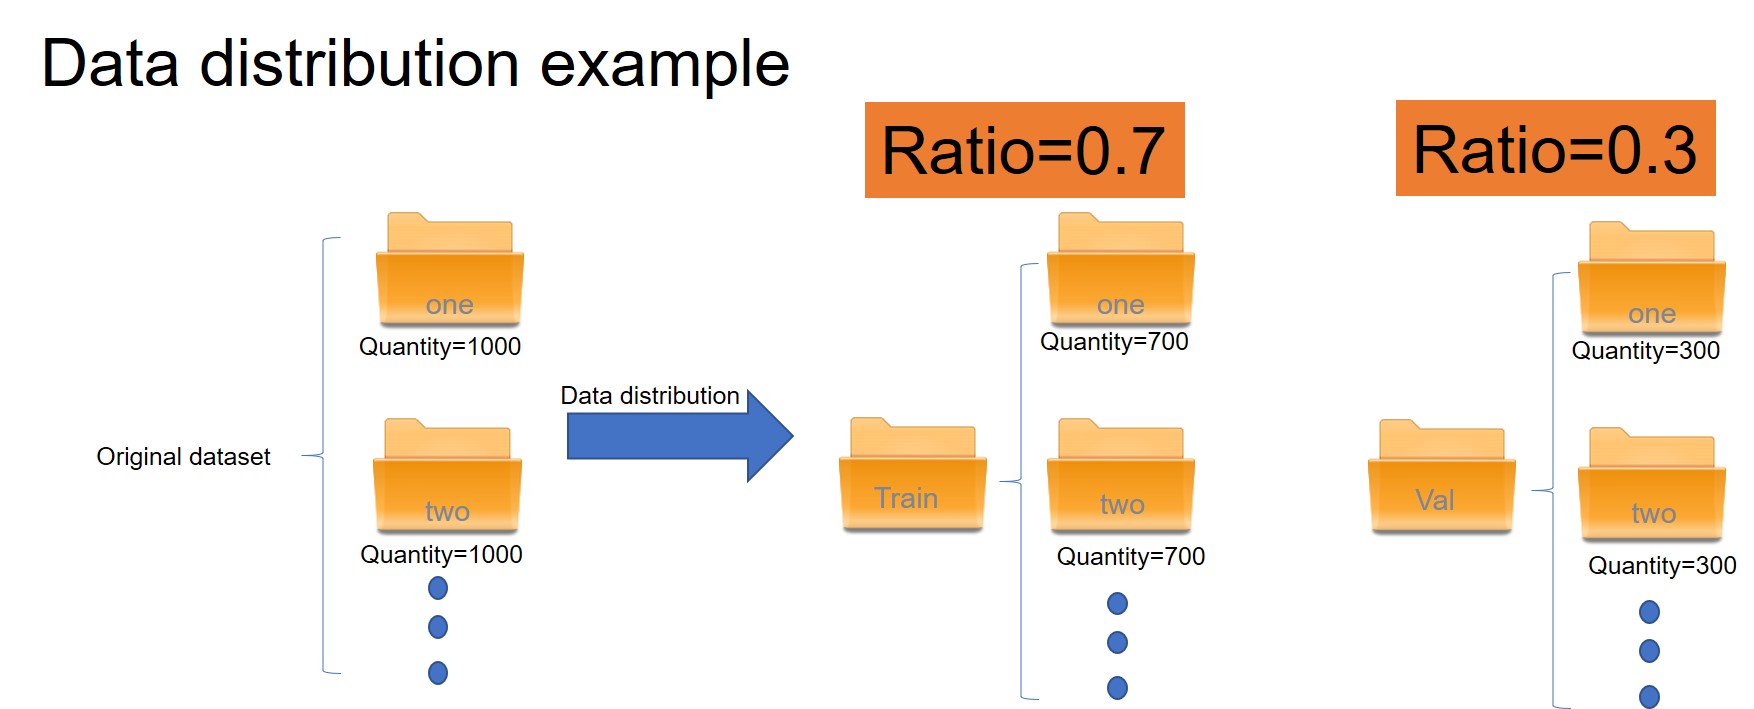 Data distribution example
Ratio=0.7
Ratio=0.3
one
Quantity=1000
two
Quantity=1000
Original dataset
Data distribution
Train
one
Quantity=700
two
Quantity=700
Val
one
Quantity=300
two
Quantity=300